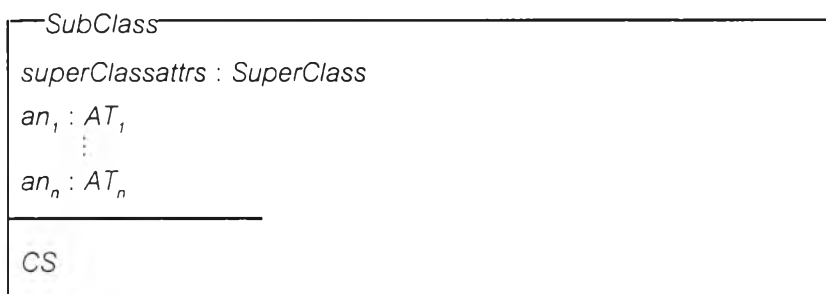 SubClass
superClassattrs : SuperClass
an₁ : AT₁
⋮
anₙ : ATₙ
CS